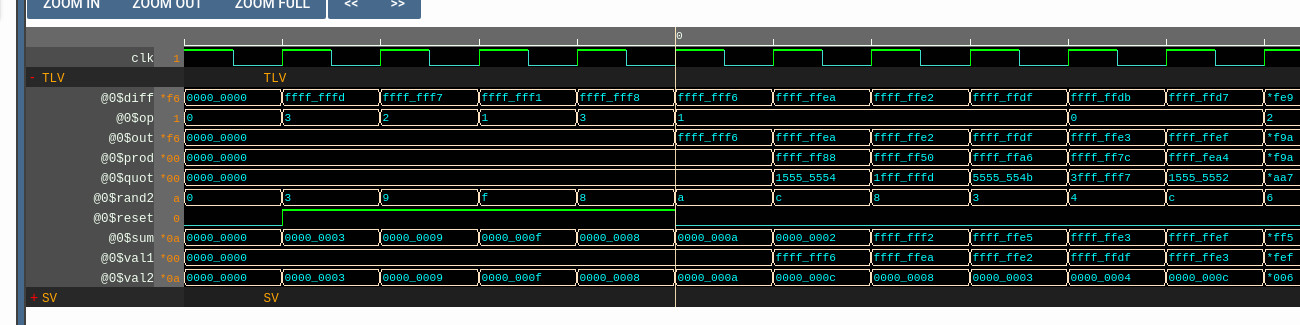 ZOOM IN ZOOM OUT ZOOM FULL << >>
0
clk 1
- TLV TLV
@0$diff *f6 0000_0000 ffff_fffd ffff_fff7 ffff_fff1 ffff_fff8 ffff_fff6 ffff_ffea ffff_ffe2 ffff_ffdf ffff_ffdb ffff_ffd7 *fe9
@0$op 1 0 3 2 1 3 1 0 2
@0$out *f6 0000_0000 ffff_fff6 ffff_ffea ffff_ffe2 ffff_ffdf ffff_ffe3 ffff_ffef *f9a
@0$prod *00 0000_0000 ffff_ff88 ffff_ff50 ffff_ffa6 ffff_ff7c ffff_fea4 *f9a
@0$quot *00 0000_0000 1555_5554 1fff_fffd 5555_554b 3fff_fff7 1555_5552 *aa7
@0$rand2 a 0 3 9 f 8 a c 8 3 4 c 6
@0$reset 0
@0$sum *0a 0000_0000 0000_0003 0000_0009 0000_000f 0000_0008 0000_000a 0000_0002 ffff_fff2 ffff_ffe5 ffff_ffe3 ffff_ffef *ff5
@0$val1 *00 0000_0000 ffff_fff6 ffff_ffea ffff_ffe2 ffff_ffdf ffff_ffe3 *fef
@0$val2 *0a 0000_0000 0000_0003 0000_0009 0000_000f 0000_0008 0000_000a 0000_000c 0000_0008 0000_0003 0000_0004 0000_000c *006
+ SV SV